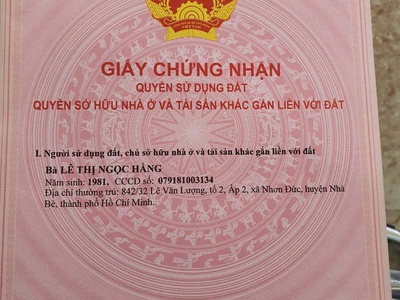 GIẤY CHỨNG NHẬN
QUYỀN SỬ DỤNG ĐẤT
QUYỀN SỞ HỮU NHÀ Ở VÀ TÀI SẢN KHÁC GẮN LIỀN VỚI ĐẤT
I. Người sử dụng đất, chủ sở hữu nhà ở và tài sản khác gắn liền với đất
Bà LÊ THỊ NGỌC HẰNG
Năm sinh: 1981, CCCD số: 079181003134
Địa chỉ thường trú: 842/32 Lê Văn Lương, tổ 2, Ấp 2, xã Nhơn Đức, huyện Nhà
Bè, thành phố Hồ Chí Minh.